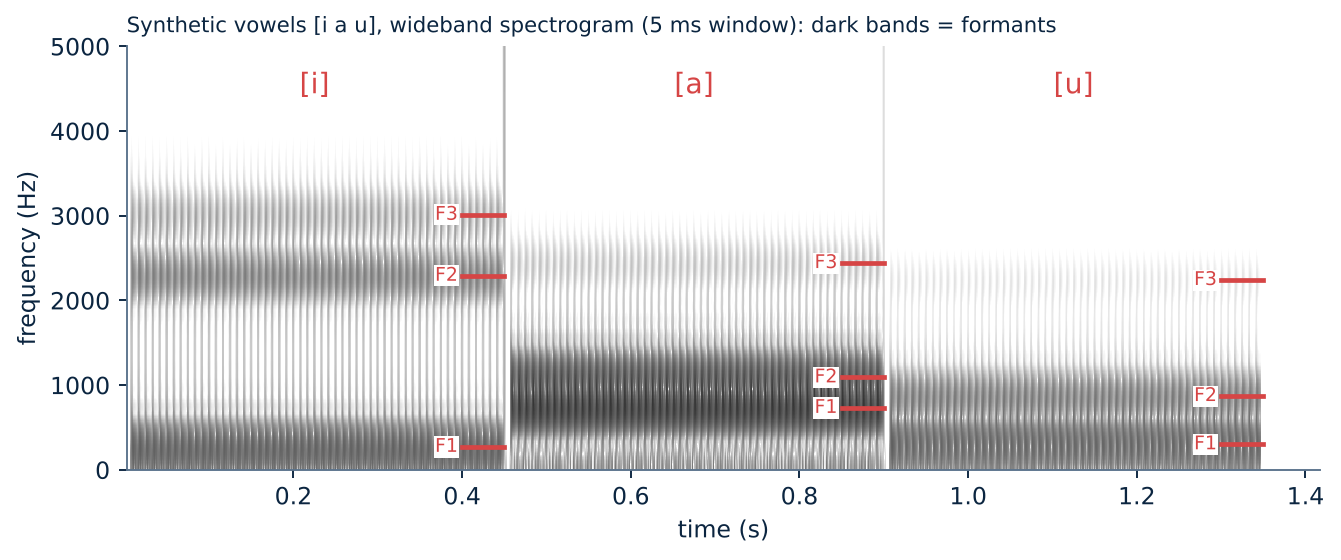 Synthetic vowels [i a u], wideband spectrogram (5 ms window): dark bands = formants
5000
4000
3000
2000
1000
0
frequency (Hz)
[i]
[a]
[u]
F3
F2
F1
F3
F2
F1
F3
F2
F1
0.2
0.4
0.6
0.8
1.0
1.2
1.4
time (s)